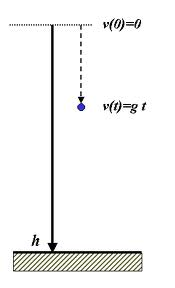 v(0)=0
v(t)=g t
h